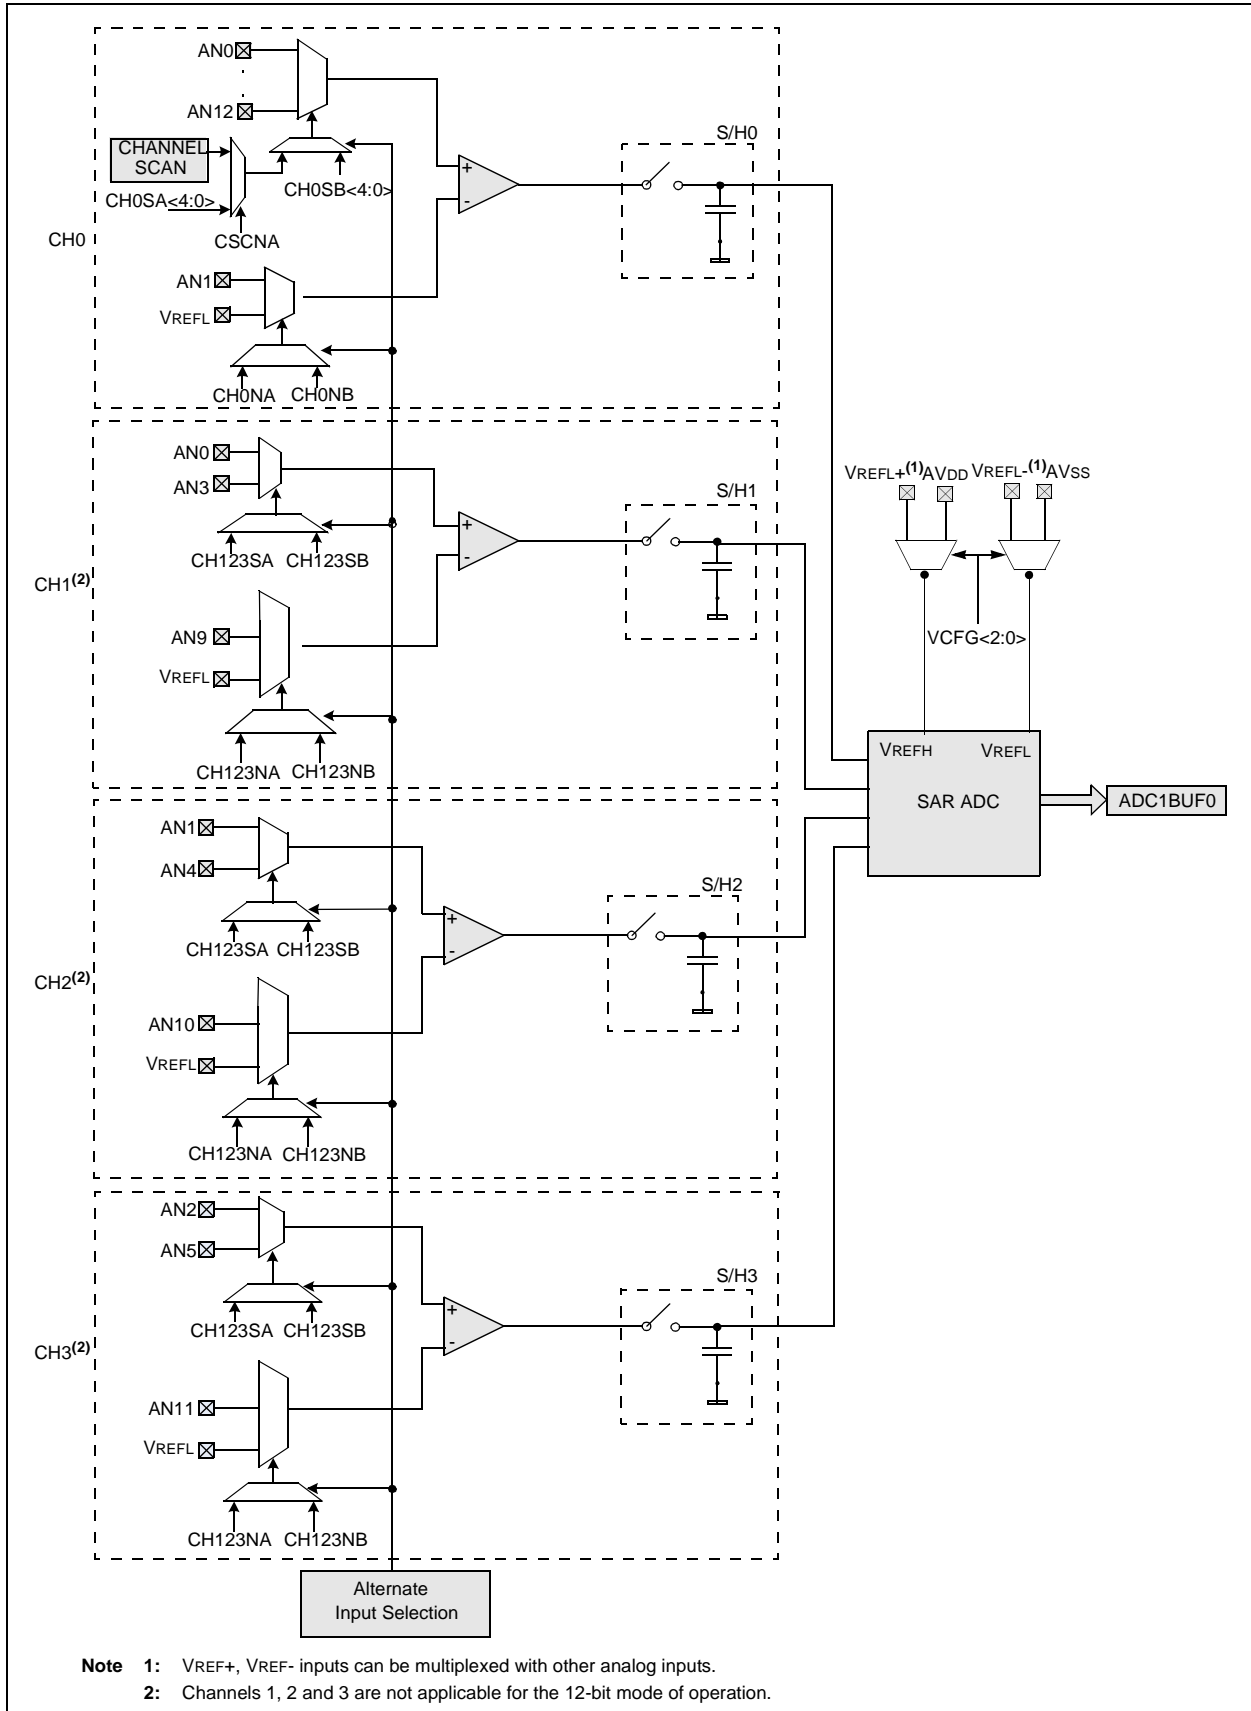 AN0
.
.
AN12
CHANNEL
SCAN
CH0SA<4:0>
CH0SB<4:0>
CSCNA
CH0
S/H0
+
-
AN1
VREFL
CH0NA CH0NB
AN0
AN3
CH123SA CH123SB
CH1(2)
S/H1
+
-
AN9
VREFL
CH123NA CH123NB
VREFL+(1) AVDD VREFL-(1) AVSS
VCFG<2:0>
VREFH VREFL
SAR ADC
ADC1BUF0
AN1
AN4
CH123SA CH123SB
CH2(2)
S/H2
+
-
AN10
VREFL
CH123NA CH123NB
AN2
AN5
CH123SA CH123SB
CH3(2)
S/H3
+
-
AN11
VREFL
CH123NA CH123NB
Alternate
Input Selection
Note 1: VREF+, VREF- inputs can be multiplexed with other analog inputs.
2: Channels 1, 2 and 3 are not applicable for the 12-bit mode of operation.